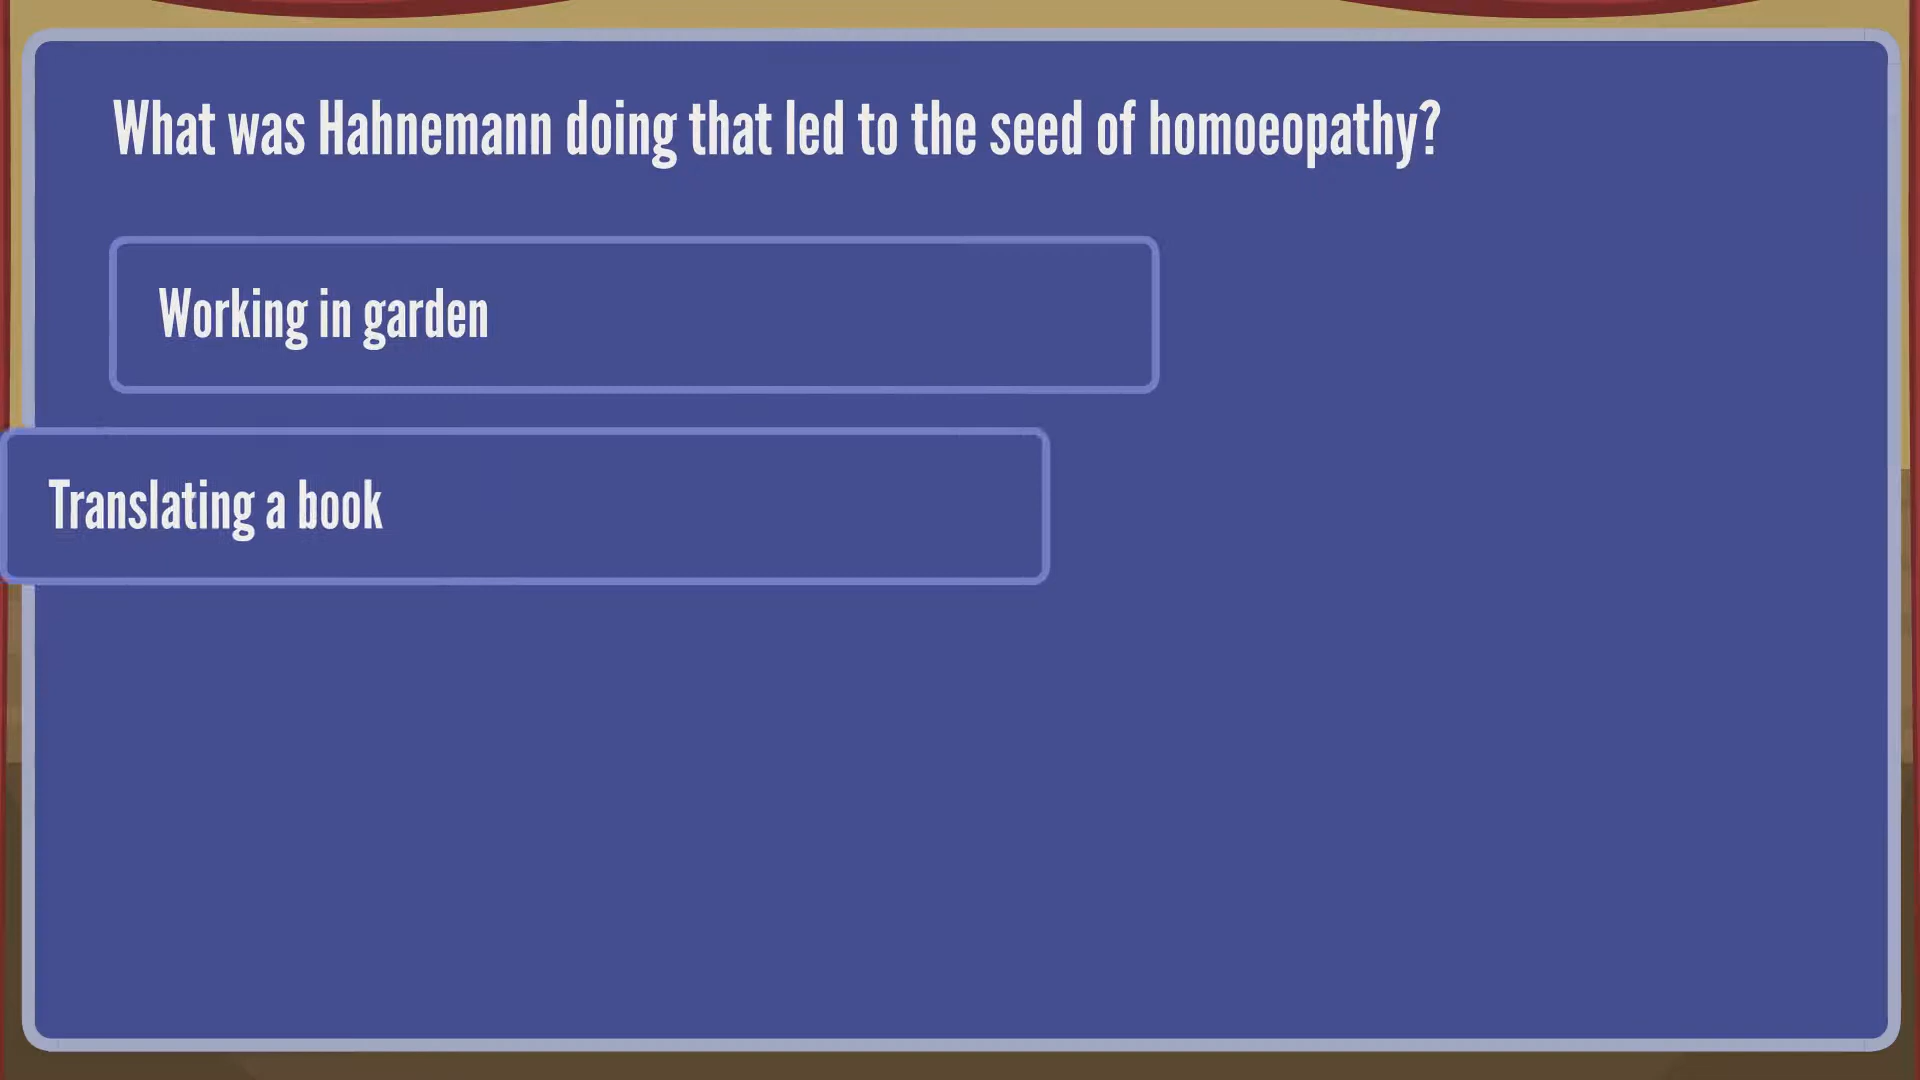 What was Hahnemann doing that led to the seed of homoeopathy?
Working in garden
Translating a book